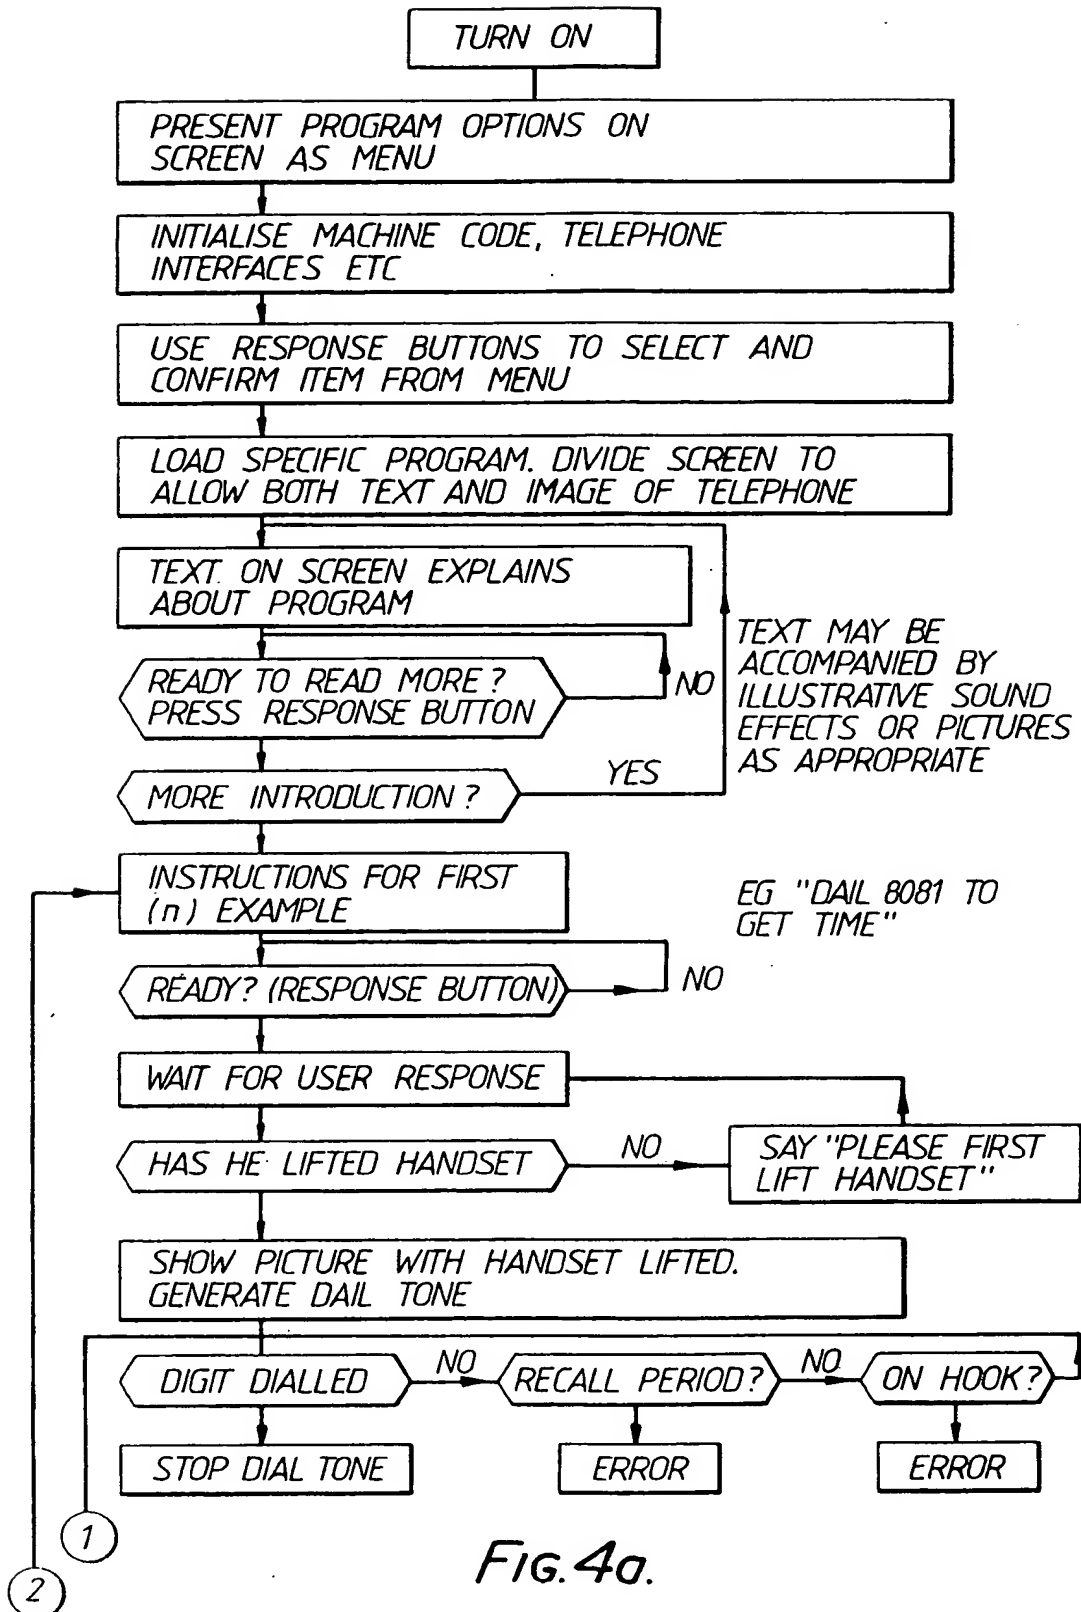 TURN ON
PRESENT PROGRAM OPTIONS ON
SCREEN AS MENU
INITIALISE MACHINE CODE, TELEPHONE
INTERFACES ETC
USE RESPONSE BUTTONS TO SELECT AND
CONFIRM ITEM FROM MENU
LOAD SPECIFIC PROGRAM. DIVIDE SCREEN TO
ALLOW BOTH TEXT AND IMAGE OF TELEPHONE
TEXT ON SCREEN EXPLAINS
ABOUT PROGRAM
TEXT MAY BE
ACCOMPANIED BY
ILLUSTRATIVE SOUND
EFFECTS OR PICTURES
AS APPROPRIATE
READY TO READ MORE?
PRESS RESPONSE BUTTON
NO
MORE INTRODUCTION?
YES
INSTRUCTIONS FOR FIRST
(n) EXAMPLE
EG "DAIL 8081 TO
GET TIME"
READY? (RESPONSE BUTTON)
NO
WAIT FOR USER RESPONSE
HAS HE LIFTED HANDSET
NO
SAY "PLEASE FIRST
LIFT HANDSET"
SHOW PICTURE WITH HANDSET LIFTED.
GENERATE DAIL TONE
DIGIT DIALLED
NO
RECALL PERIOD?
NO
ON HOOK?
STOP DIAL TONE
ERROR
ERROR
1
2
FIG. 4a.